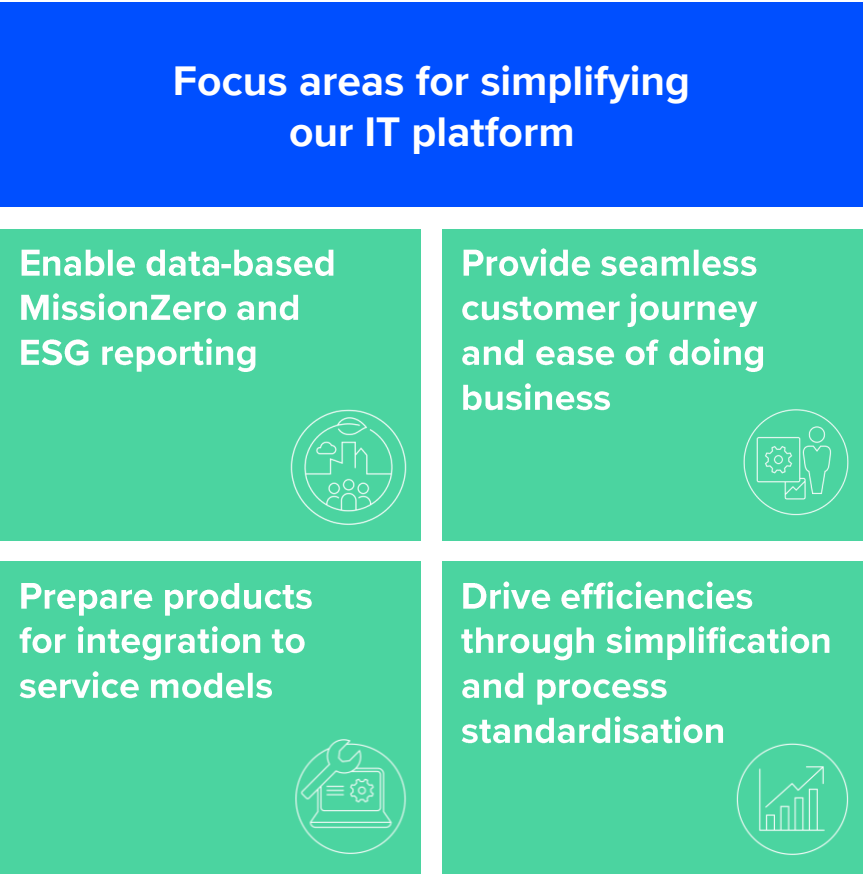 Focus areas for simplifying
our IT platform
Enable data-based
MissionZero and
ESG reporting
Provide seamless
customer journey
and ease of doing
business
Prepare products
for integration to
service models
Drive efficiencies
through simplification
and process
standardisation